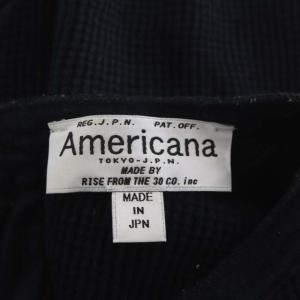 REG.J.P.N. PAT.OFF.
Americana
TOKYO-J.P.N.
MADE BY
RISE FROM THE 30 CO. inc
MADE
IN
JPN